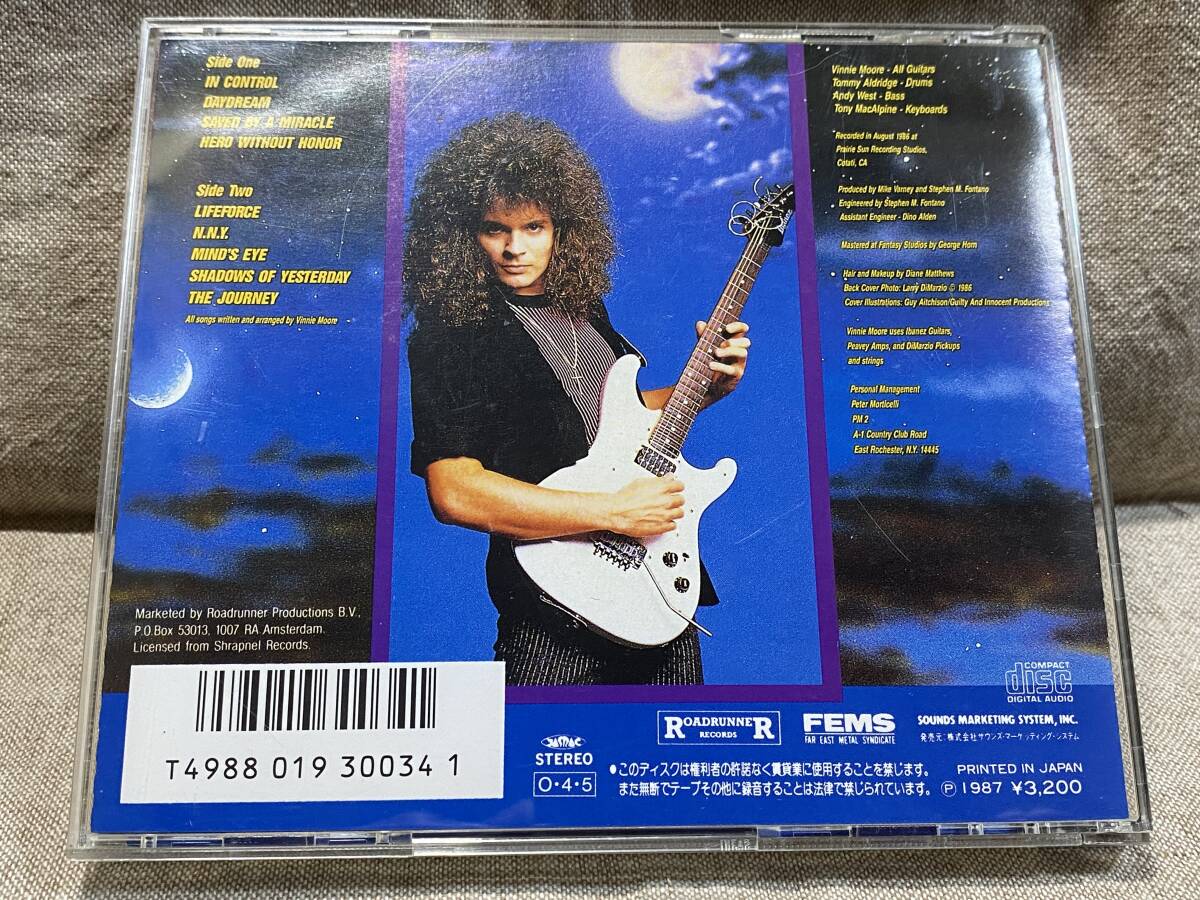 Side One
IN CONTROL
DAYDREAM
SAVED BY A MIRACLE
HERO WITHOUT HONOR
Side Two
LIFEFORCE
N.N.Y.
MIND'S EYE
SHADOWS OF YESTERDAY
THE JOURNEY
All songs written and arranged by Vinnie Moore
Vinnie Moore - All Guitars
Tommy Aldridge - Drums
Andy West - Bass
Tony MacAlpine - Keyboards
Recorded in August 1986 at
Prairie Sun Recording Studios,
Cotati, CA
Produced by Mike Varney and Stephen M. Fontano
Engineered by Stephen M. Fontano
Assistant Engineer - Dino Alden
Mastered at Fantasy Studios by George Horn
Hair and Makeup by Diane Matthews
Back Cover Photo: Larry DiMarzio © 1986
Cover Illustrations: Guy Aitchison/Guilty And Innocent Productions
Vinnie Moore uses Ibanez Guitars,
Peavey Amps, and DiMarzio Pickups
and strings
Personal Management
Peter Morticelli
PM 2
A-1 Country Club Road
East Rochester, N.Y. 14445
Marketed by Roadrunner Productions B.V.,
P.O.Box 53013, 1007 RA Amsterdam.
Licensed from Shrapnel Records.
T4988 019 30034 1
JASRAC
STEREO
O·4·5
ROADRUNNER
RECORDS
FEMS
FAR EAST METAL SYNDICATE
COMPACT
disc
DIGITAL AUDIO
SOUNDS MARKETING SYSTEM, INC.
発売元:株式会社サウンズ・マーケッティング・システム
●このディスクは権利者の許諾なく賃貸業に使用することを禁じます。
また無断でテープその他に録音することは法律で禁じられています。
PRINTED IN JAPAN
Ⓟ 1987 ¥3,200